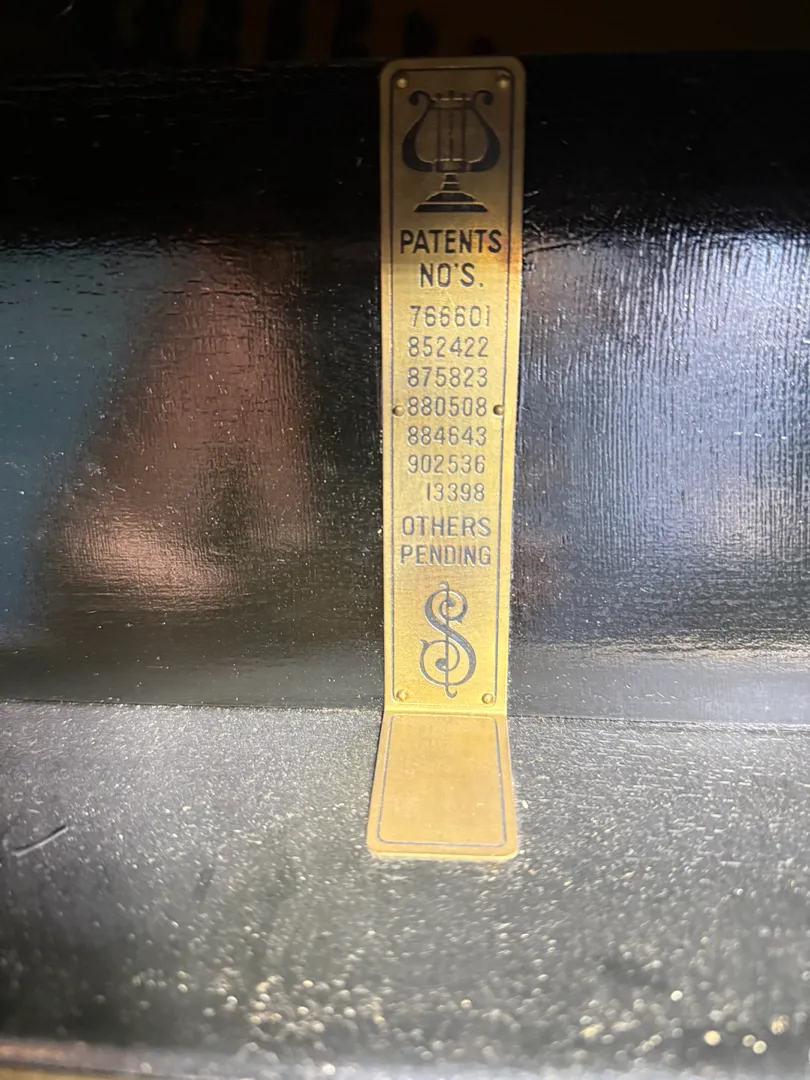 PATENTS
NO'S.
766601
852422
875823
880508
884643
902536
13398
OTHERS
PENDING
S